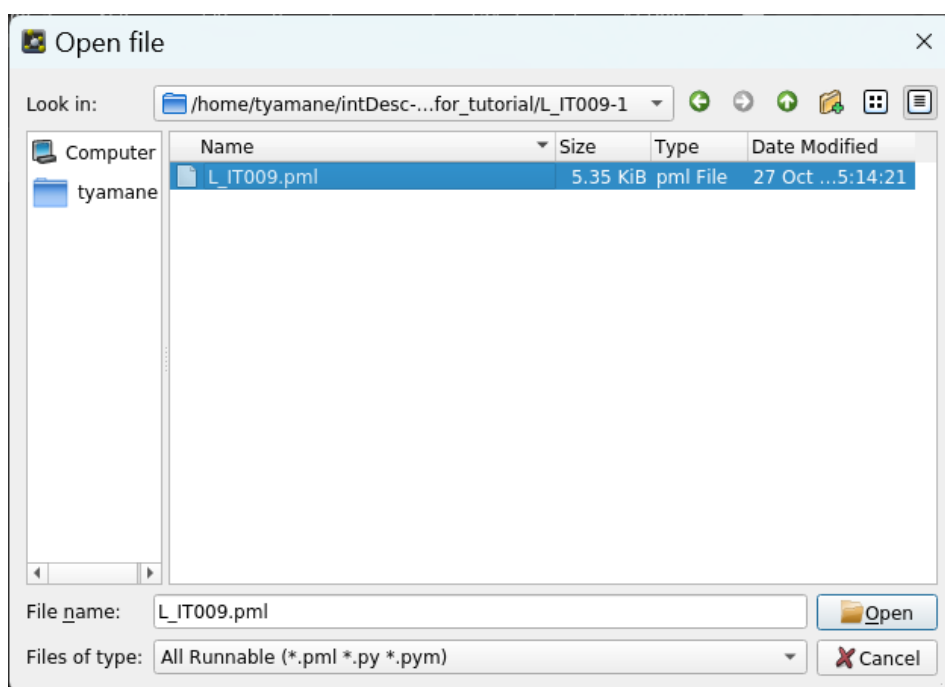 Open file
Look in: /home/tyamane/intDesc-...for_tutorial/L_IT009-1
Computer
tyamane
Name Size Type Date Modified
L_IT009.pml 5.35 KiB pml File 27 Oct ...5:14:21
File name: L_IT009.pml Open
Files of type: All Runnable (*.pml *.py *.pym) Cancel